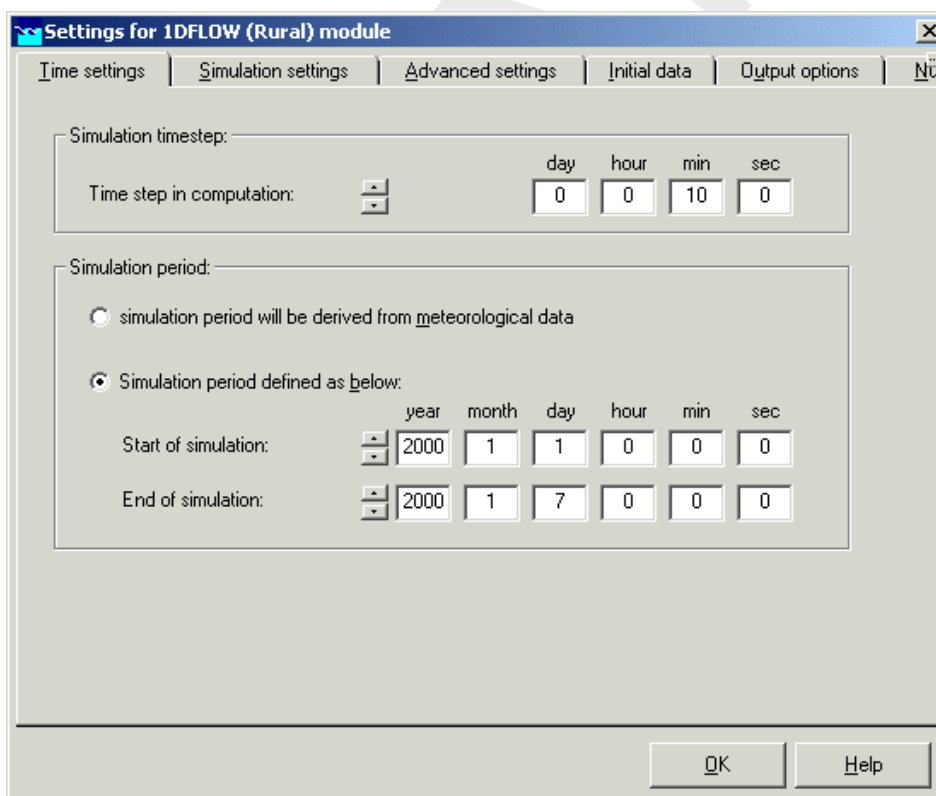 Settings for 1DFLOW (Rural) module
Time settings Simulation settings Advanced settings Initial data Output options
Simulation timestep:
day hour min sec
Time step in computation: 0 0 10 0
Simulation period:
simulation period will be derived from meteorological data
Simulation period defined as below:
year month day hour min sec
Start of simulation: 2000 1 1 0 0 0
End of simulation: 2000 1 7 0 0 0
OK Help